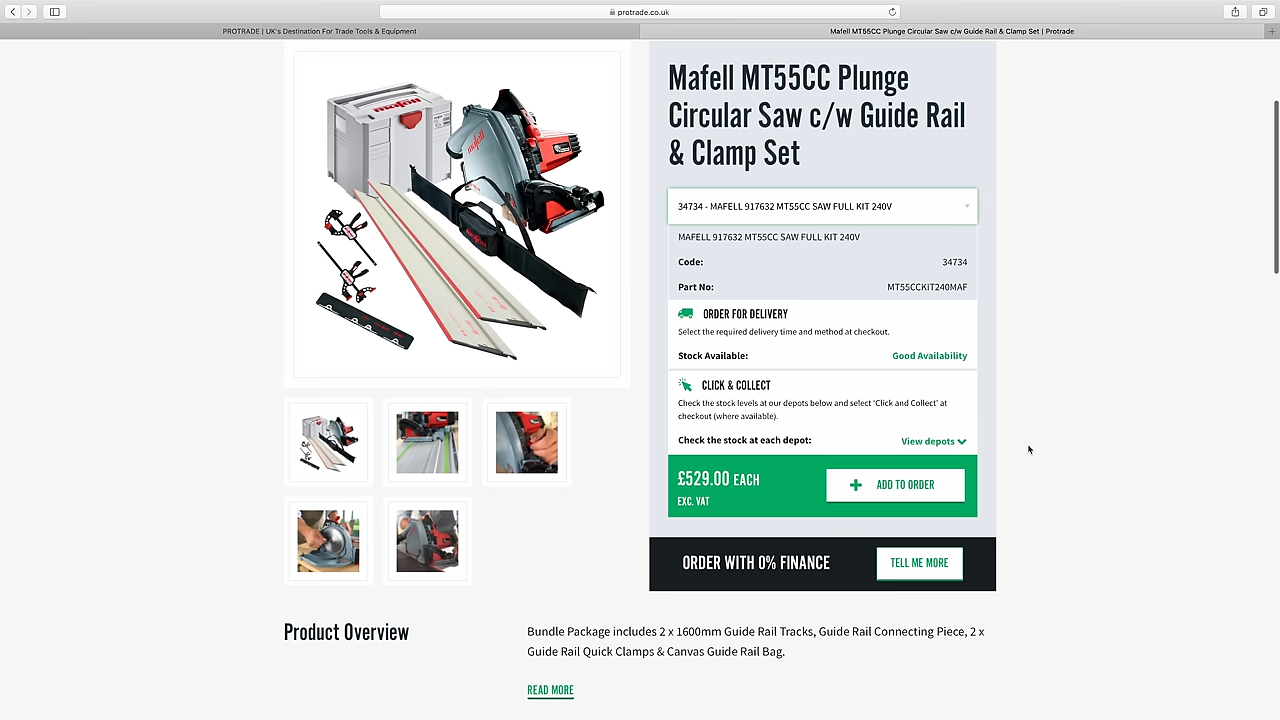 protrade.co.uk
PROTRADE | UK's Destination For Trade Tools & Equipment
Mafell MT55CC Plunge Circular Saw c/w Guide Rail & Clamp Set | Protrade
mafell
mafell
Mafell MT55CC Plunge
Circular Saw c/w Guide Rail
& Clamp Set
34734 - MAFELL 917632 MT55CC SAW FULL KIT 240V
MAFELL 917632 MT55CC SAW FULL KIT 240V
Code: 34734
Part No: MT55CCKIT240MAF
ORDER FOR DELIVERY
Select the required delivery time and method at checkout.
Stock Available: Good Availability
CLICK & COLLECT
Check the stock levels at our depots below and select 'Click and Collect' at
checkout (where available).
Check the stock at each depot: View depots
£529.00 EACH
EXC. VAT
ADD TO ORDER
ORDER WITH 0% FINANCE
TELL ME MORE
Product Overview
Bundle Package includes 2 x 1600mm Guide Rail Tracks, Guide Rail Connecting Piece, 2 x
Guide Rail Quick Clamps & Canvas Guide Rail Bag.
READ MORE